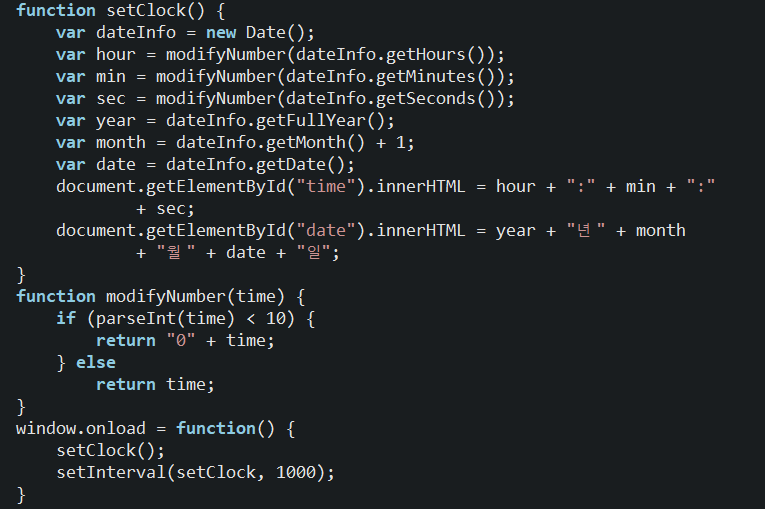 function setClock() {
    var dateInfo = new Date();
    var hour = modifyNumber(dateInfo.getHours());
    var min = modifyNumber(dateInfo.getMinutes());
    var sec = modifyNumber(dateInfo.getSeconds());
    var year = dateInfo.getFullYear();
    var month = dateInfo.getMonth() + 1;
    var date = dateInfo.getDate();
    document.getElementById("time").innerHTML = hour + ":" + min + ":"
            + sec;
    document.getElementById("date").innerHTML = year + "년 " + month
            + "월 " + date + "일";
}
function modifyNumber(time) {
    if (parseInt(time) < 10) {
        return "0" + time;
    } else
        return time;
}
window.onload = function() {
    setClock();
    setInterval(setClock, 1000);
}